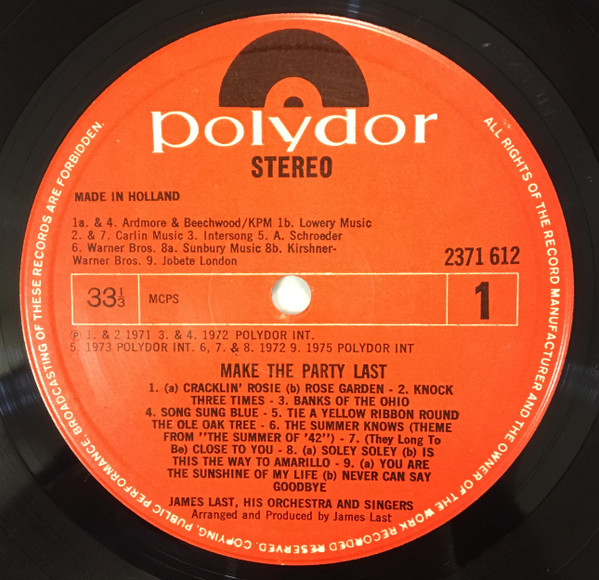 polydor
STEREO
MADE IN HOLLAND
1a. & 4. Ardmore & Beechwood/KPM 1b. Lowery Music
2. & 7. Carlin Music 3. Intersong 5. A. Schroeder
6. Warner Bros. 8a. Sunbury Music 8b. Kirshner-
Warner Bros. 9. Jobete London
2371 612
33⅓
MCPS
1
℗ 1. & 2 1971 3. & 4. 1972 POLYDOR INT.
5. 1973 POLYDOR INT. 6, 7, & 8. 1972 9. 1975 POLYDOR INT
MAKE THE PARTY LAST
1. (a) CRACKLIN' ROSIE (b) ROSE GARDEN - 2. KNOCK
THREE TIMES - 3. BANKS OF THE OHIO
4. SONG SUNG BLUE - 5. TIE A YELLOW RIBBON ROUND
THE OLE OAK TREE - 6. THE SUMMER KNOWS (THEME
FROM "THE SUMMER OF '42") - 7. (They Long To
Be) CLOSE TO YOU - 8. (a) SOLEY SOLEY (b) IS
THIS THE WAY TO AMARILLO - 9. (a) YOU ARE
THE SUNSHINE OF MY LIFE (b) NEVER CAN SAY
GOODBYE
JAMES LAST, HIS ORCHESTRA AND SINGERS
Arranged and Produced by James Last
ALL RIGHTS OF THE RECORD MANUFACTURER AND OF THE OWNER OF THE WORK RECORDED RESERVED. COPYING, PUBLIC PERFORMANCE, BROADCASTING OF THESE RECORDS ARE FORBIDDEN.